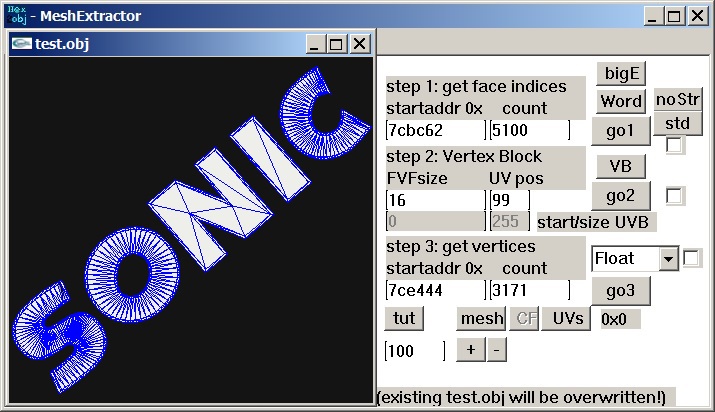 Hex
obj - MeshExtractor
test.obj
SONIC
bigE
step 1: get face indices
startaddr 0x count
Word
noStr
7cbc62 5100
go1
std
step 2: Vertex Block
FVFsize UV pos
VB
16 99
go2
0 255 start/size UVB
step 3: get vertices
startaddr 0x count
Float
7ce444 3171
go3
tut mesh CF UVs 0x0
100 + -
(existing test.obj will be overwritten!)